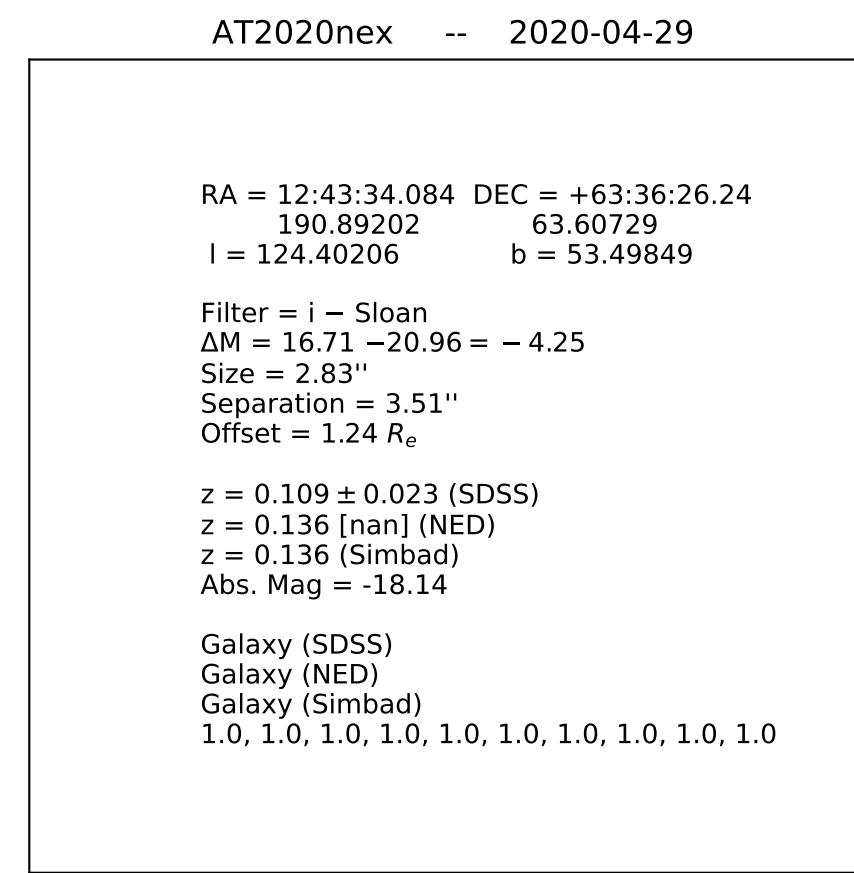 AT2020nex -- 2020-04-29
RA = 12:43:34.084 DEC = +63:36:26.24
190.89202 63.60729
l = 124.40206 b = 53.49849
Filter = i − Sloan
ΔM = 16.71 −20.96 = − 4.25
Size = 2.83''
Separation = 3.51''
Offset = 1.24 Rₑ
z = 0.109 ± 0.023 (SDSS)
z = 0.136 [nan] (NED)
z = 0.136 (Simbad)
Abs. Mag = -18.14
Galaxy (SDSS)
Galaxy (NED)
Galaxy (Simbad)
1.0, 1.0, 1.0, 1.0, 1.0, 1.0, 1.0, 1.0, 1.0, 1.0